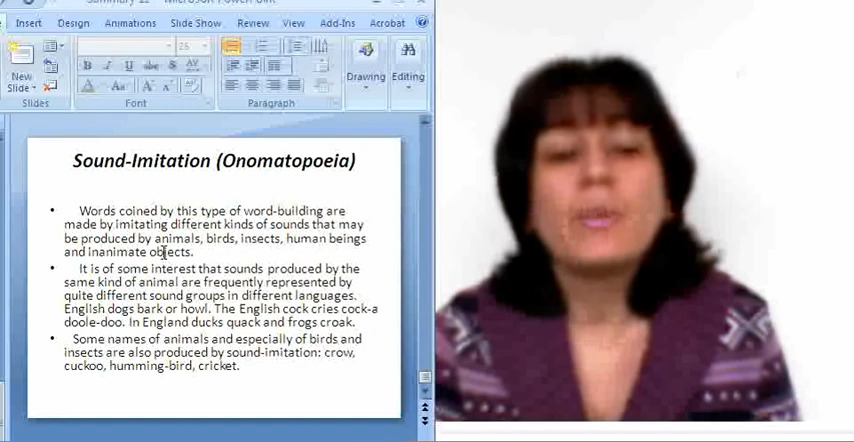 Insert Design Animations Slide Show Review View Add-Ins Acrobat
26
B I U abc S AV
New
Slide
A Aa A A
Drawing Editing
Slides Font Paragraph
Sound-Imitation (Onomatopoeia)
• Words coined by this type of word-building are
made by imitating different kinds of sounds that may
be produced by animals, birds, insects, human beings
and inanimate objects.
• It is of some interest that sounds produced by the
same kind of animal are frequently represented by
quite different sound groups in different languages.
English dogs bark or howl. The English cock cries cock-a
doole-doo. In England ducks quack and frogs croak.
• Some names of animals and especially of birds and
insects are also produced by sound-imitation: crow,
cuckoo, humming-bird, cricket.